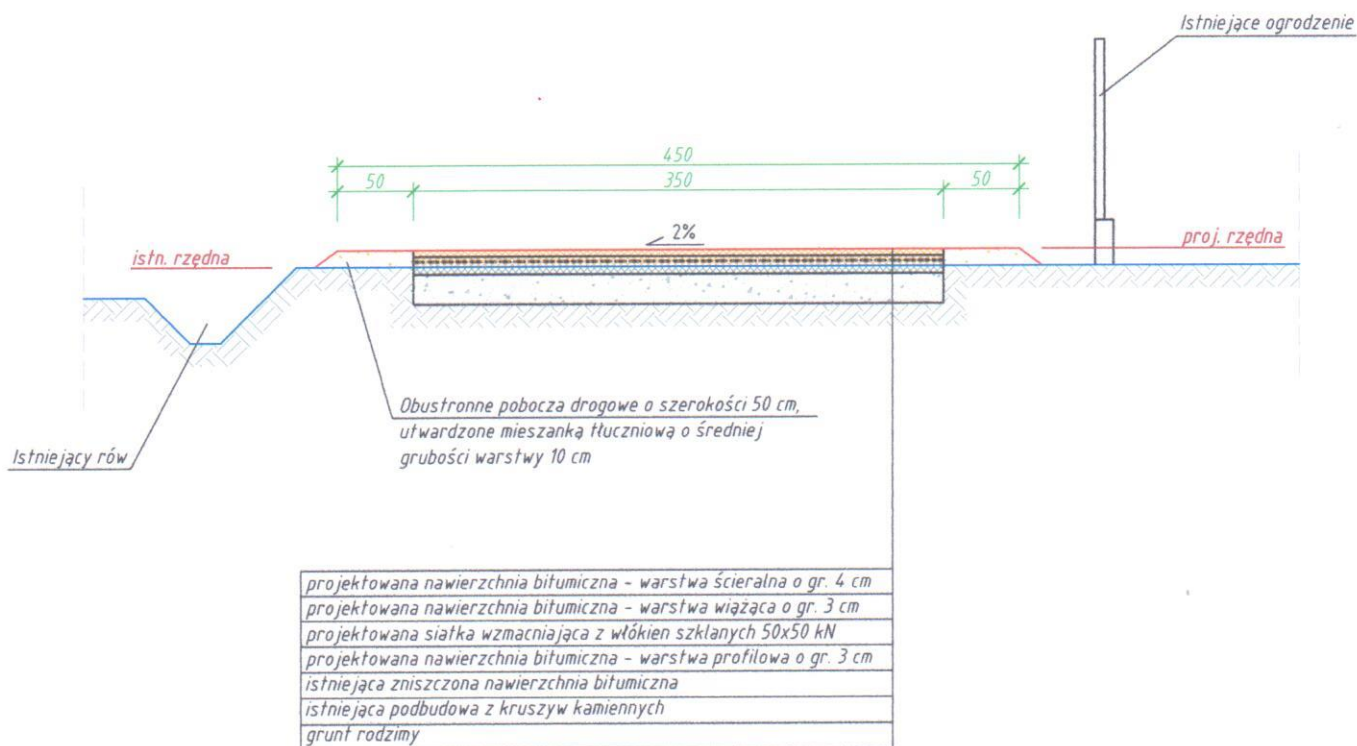 Istniejące ogrodzenie
450
50
350
50
2%
istn. rzędna
proj. rzędna
Obustronne pobocza drogowe o szerokości 50 cm,
utwardzone mieszanką tłuczniową o średniej
grubości warstwy 10 cm
Istniejący rów
projektowana nawierzchnia bitumiczna - warstwa ścieralna o gr. 4 cm
projektowana nawierzchnia bitumiczna - warstwa wiążąca o gr. 3 cm
projektowana siatka wzmacniająca z włókien szklanych 50x50 kN
projektowana nawierzchnia bitumiczna - warstwa profilowa o gr. 3 cm
istniejąca zniszczona nawierzchnia bitumiczna
istniejąca podbudowa z kruszyw kamiennych
grunt rodzimy